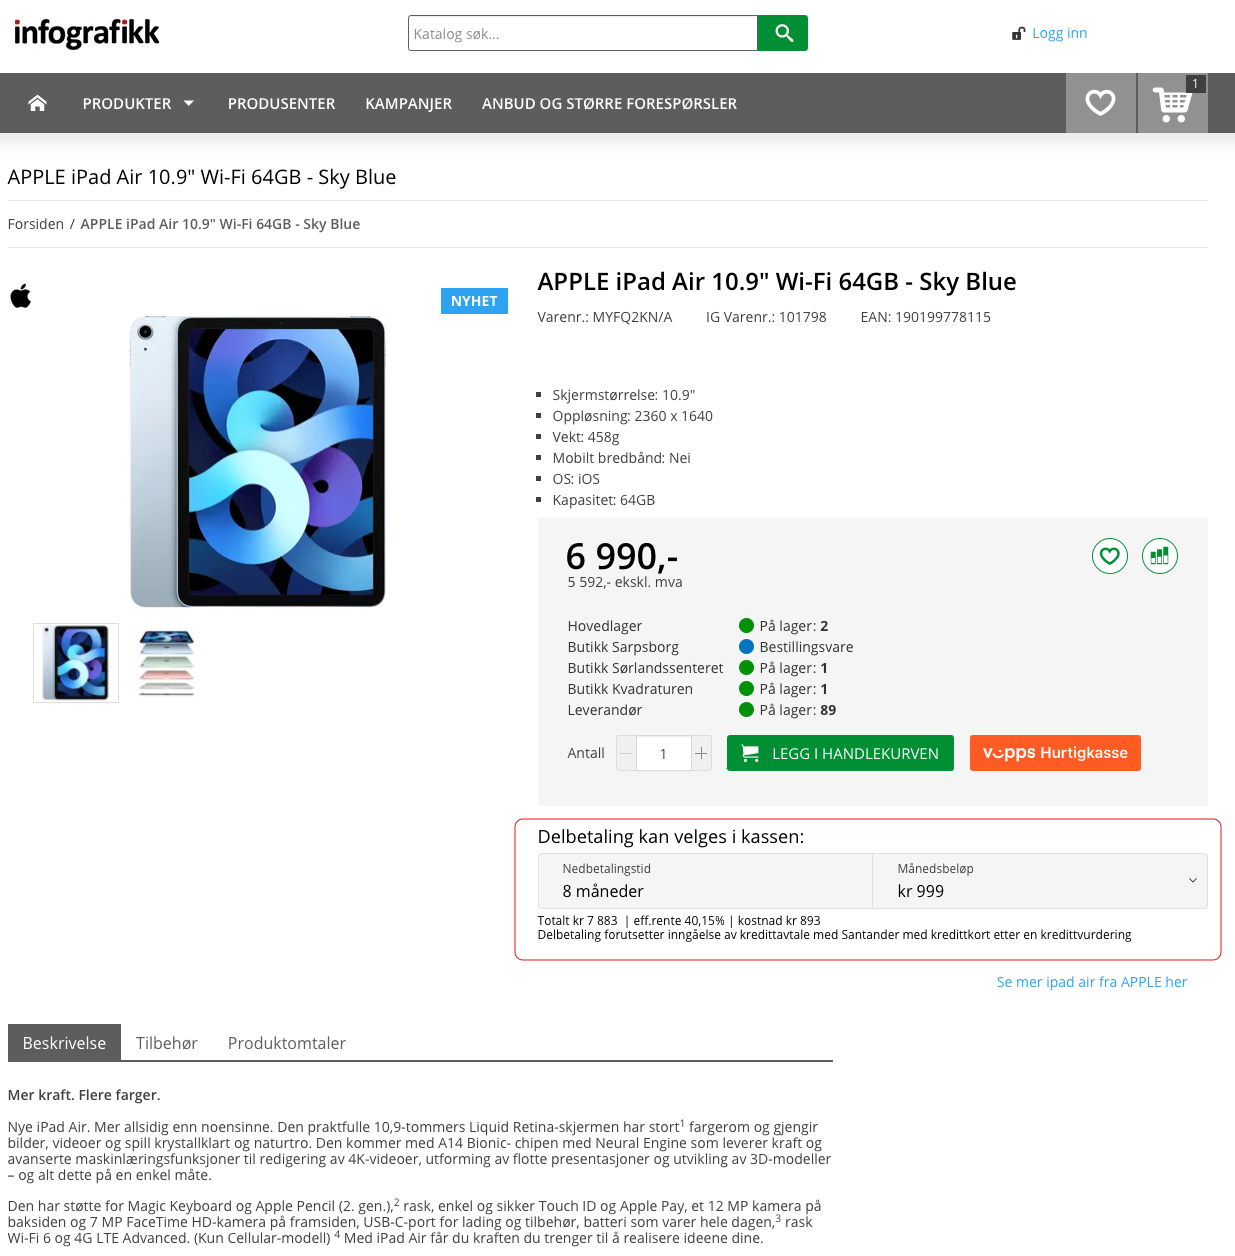 infografikk
Katalog søk...
Logg inn
PRODUKTER PRODUSENTER KAMPANJER ANBUD OG STØRRE FORESPØRSLER
1
APPLE iPad Air 10.9" Wi-Fi 64GB - Sky Blue
Forsiden / APPLE iPad Air 10.9" Wi-Fi 64GB - Sky Blue
NYHET
APPLE iPad Air 10.9" Wi-Fi 64GB - Sky Blue
Varenr.: MYFQ2KN/A IG Varenr.: 101798 EAN: 190199778115
Skjermstørrelse: 10.9"
Oppløsning: 2360 x 1640
Vekt: 458g
Mobilt bredbånd: Nei
OS: iOS
Kapasitet: 64GB
6 990,-
5 592,- ekskl. mva
Hovedlager På lager: 2
Butikk Sarpsborg Bestillingsvare
Butikk Sørlandssenteret På lager: 1
Butikk Kvadraturen På lager: 1
Leverandør På lager: 89
Antall − 1 + LEGG I HANDLEKURVEN vipps Hurtigkasse
Delbetaling kan velges i kassen:
Nedbetalingstid Månedsbeløp
8 måneder kr 999
Totalt kr 7 883 | eff.rente 40,15% | kostnad kr 893
Delbetaling forutsetter inngåelse av kredittavtale med Santander med kredittkort etter en kredittvurdering
Se mer ipad air fra APPLE her
Beskrivelse Tilbehør Produktomtaler
Mer kraft. Flere farger.
Nye iPad Air. Mer allsidig enn noensinne. Den praktfulle 10,9-tommers Liquid Retina-skjermen har stort¹ fargerom og gjengir
bilder, videoer og spill krystallklart og naturtro. Den kommer med A14 Bionic- chipen med Neural Engine som leverer kraft og
avanserte maskinlæringsfunksjoner til redigering av 4K-videoer, utforming av flotte presentasjoner og utvikling av 3D-modeller
– og alt dette på en enkel måte.
Den har støtte for Magic Keyboard og Apple Pencil (2. gen.),² rask, enkel og sikker Touch ID og Apple Pay, et 12 MP kamera på
baksiden og 7 MP FaceTime HD-kamera på framsiden, USB-C-port for lading og tilbehør, batteri som varer hele dagen,³ rask
Wi-Fi 6 og 4G LTE Advanced. (Kun Cellular-modell) ⁴ Med iPad Air får du kraften du trenger til å realisere ideene dine.